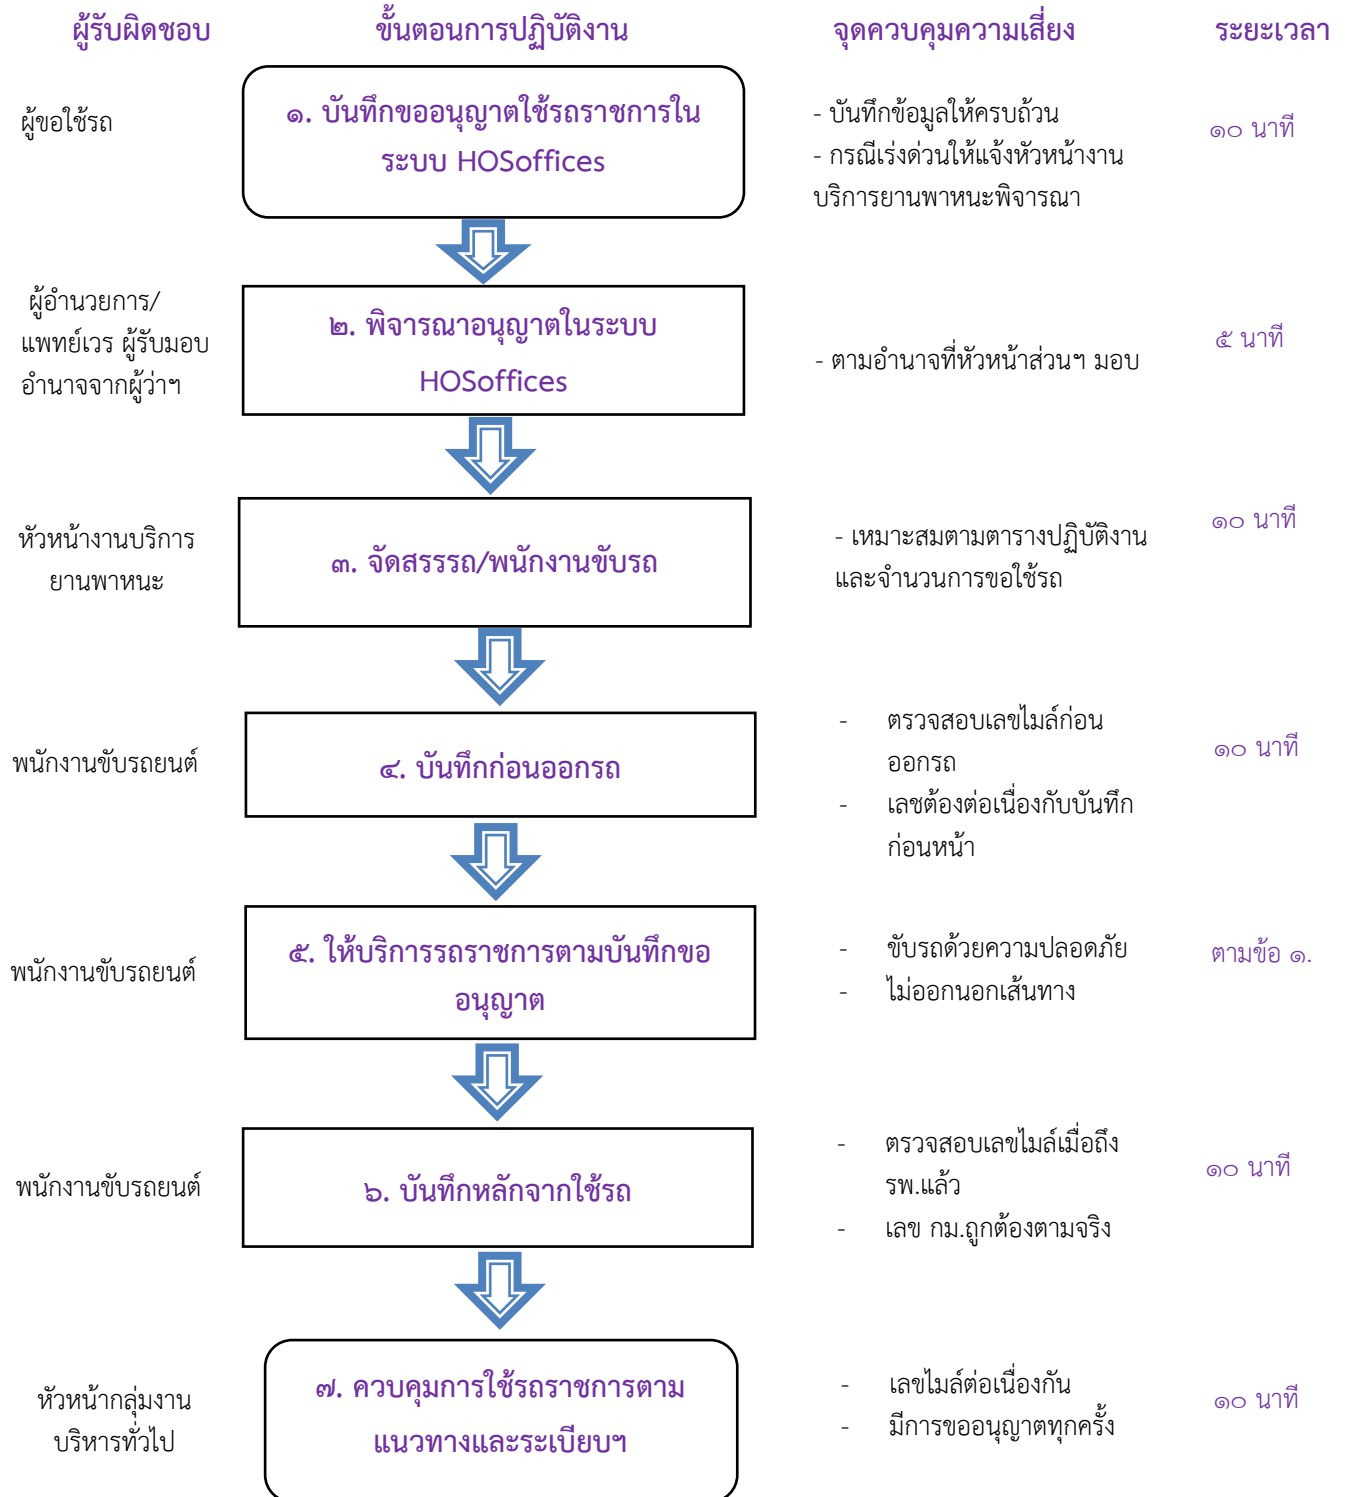 ผู้รับผิดชอบ ขั้นตอนการปฏิบัติงาน จุดควบคุมความเสี่ยง ระยะเวลา
ผู้ขอใช้รถ
๑. บันทึกขออนุญาตใช้รถราชการใน
ระบบ HOSoffices
- บันทึกข้อมูลให้ครบถ้วน
- กรณีเร่งด่วนให้แจ้งหัวหน้างาน
บริการยานพาหนะพิจารณา
๑๐ นาที
ผู้อำนวยการ/
แพทย์เวร ผู้รับมอบ
อำนาจจากผู้ว่าฯ
๒. พิจารณาอนุญาตในระบบ
HOSoffices
- ตามอำนาจที่หัวหน้าส่วนฯ มอบ
๕ นาที
หัวหน้างานบริการ
ยานพาหนะ
๓. จัดสรรรถ/พนักงานขับรถ
- เหมาะสมตามตารางปฏิบัติงาน
และจำนวนการขอใช้รถ
๑๐ นาที
พนักงานขับรถยนต์
๔. บันทึกก่อนออกรถ
- ตรวจสอบเลขไมล์ก่อน
ออกรถ
- เลชต้องต่อเนื่องกับบันทึก
ก่อนหน้า
๑๐ นาที
พนักงานขับรถยนต์
๕. ให้บริการรถราชการตามบันทึกขอ
อนุญาต
- ขับรถด้วยความปลอดภัย
- ไม่ออกนอกเส้นทาง
ตามข้อ ๑.
พนักงานขับรถยนต์
๖. บันทึกหลักจากใช้รถ
- ตรวจสอบเลขไมล์เมื่อถึง
รพ.แล้ว
- เลข กม.ถูกต้องตามจริง
๑๐ นาที
หัวหน้ากลุ่มงาน
บริหารทั่วไป
๗. ควบคุมการใช้รถราชการตาม
แนวทางและระเบียบฯ
- เลขไมล์ต่อเนื่องกัน
- มีการขออนุญาตทุกครั้ง
๑๐ นาที